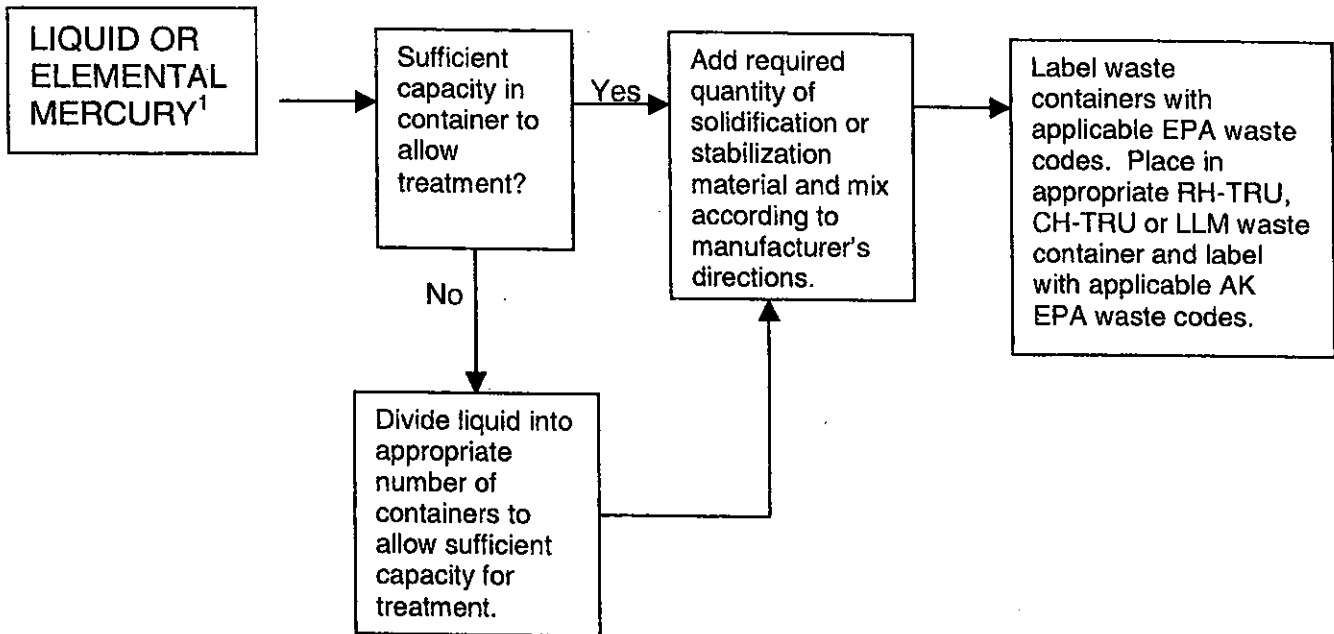 LIQUID OR
ELEMENTAL
MERCURY¹
Sufficient
capacity in
container to
allow
treatment?
Yes
No
Divide liquid into
appropriate
number of
containers to
allow sufficient
capacity for
treatment.
Add required
quantity of
solidification or
stabilization
material and mix
according to
manufacturer's
directions.
Label waste
containers with
applicable EPA waste
codes. Place in
appropriate RH-TRU,
CH-TRU or LLM waste
container and label
with applicable AK
EPA waste codes.